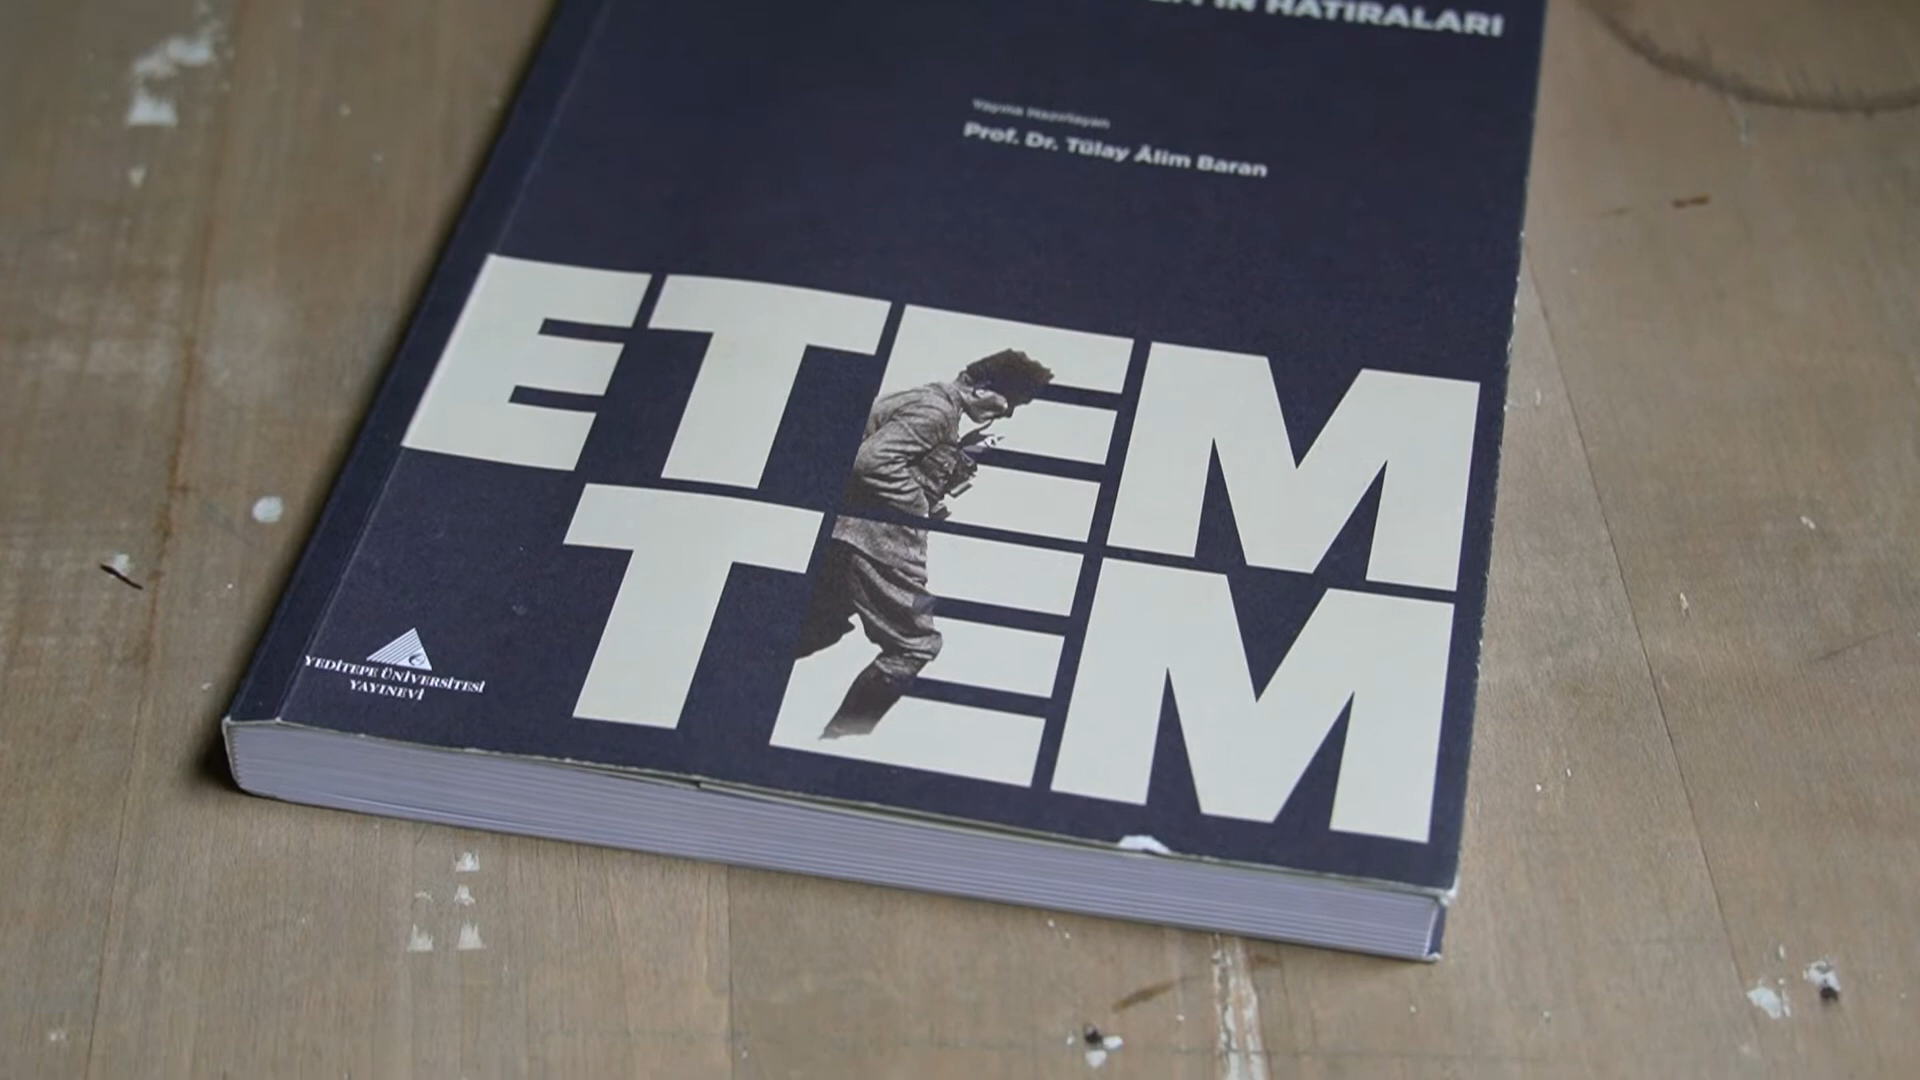 HATIRALARI
Yayına Hazırlayan
Prof. Dr. Tülay Âlim Baran
ETEM
TEM
YEDİTEPE ÜNİVERSİTESİ
YAYINEVİ